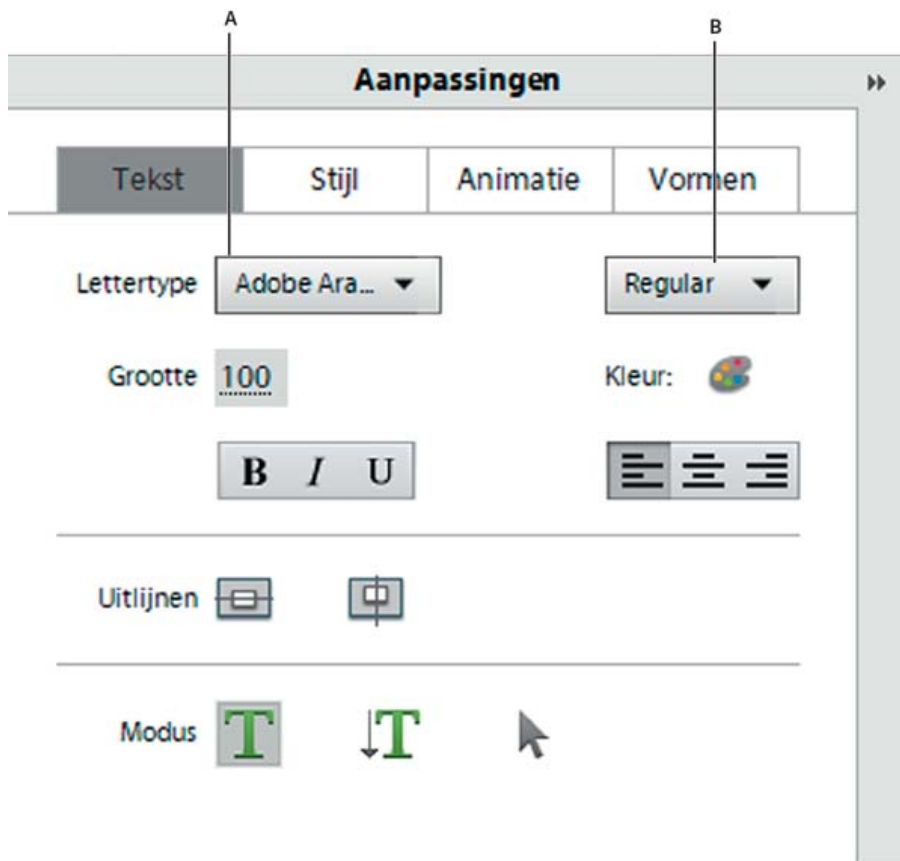 A
B
Aanpassingen
Tekst Stijl Animatie Vormen
Lettertype Adobe Ara... Regular
Grootte 100 Kleur:
B I U
Uitlijnen
Modus T T